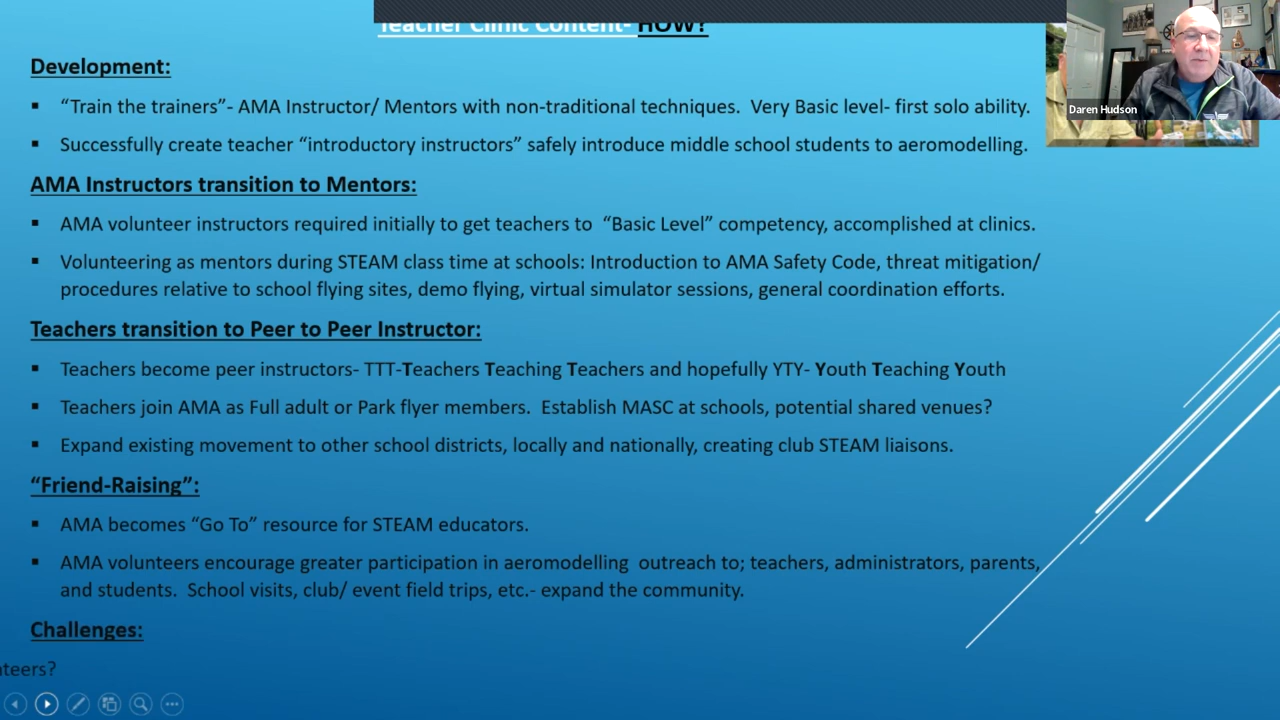 Teacher Clinic Content- HOW?
Daren Hudson
Development:
▪ “Train the trainers”- AMA Instructor/ Mentors with non-traditional techniques.  Very Basic level- first solo ability.
▪ Successfully create teacher “introductory instructors” safely introduce middle school students to aeromodelling.
AMA Instructors transition to Mentors:
▪ AMA volunteer instructors required initially to get teachers to  “Basic Level” competency, accomplished at clinics.
▪ Volunteering as mentors during STEAM class time at schools: Introduction to AMA Safety Code, threat mitigation/
procedures relative to school flying sites, demo flying, virtual simulator sessions, general coordination efforts.
Teachers transition to Peer to Peer Instructor:
▪ Teachers become peer instructors- TTT-Teachers Teaching Teachers and hopefully YTY- Youth Teaching Youth
▪ Teachers join AMA as Full adult or Park flyer members.  Establish MASC at schools, potential shared venues?
▪ Expand existing movement to other school districts, locally and nationally, creating club STEAM liaisons.
“Friend-Raising”:
▪ AMA becomes “Go To” resource for STEAM educators.
▪ AMA volunteers encourage greater participation in aeromodelling  outreach to; teachers, administrators, parents,
and students.  School visits, club/ event field trips, etc.- expand the community.
Challenges:
nteers?